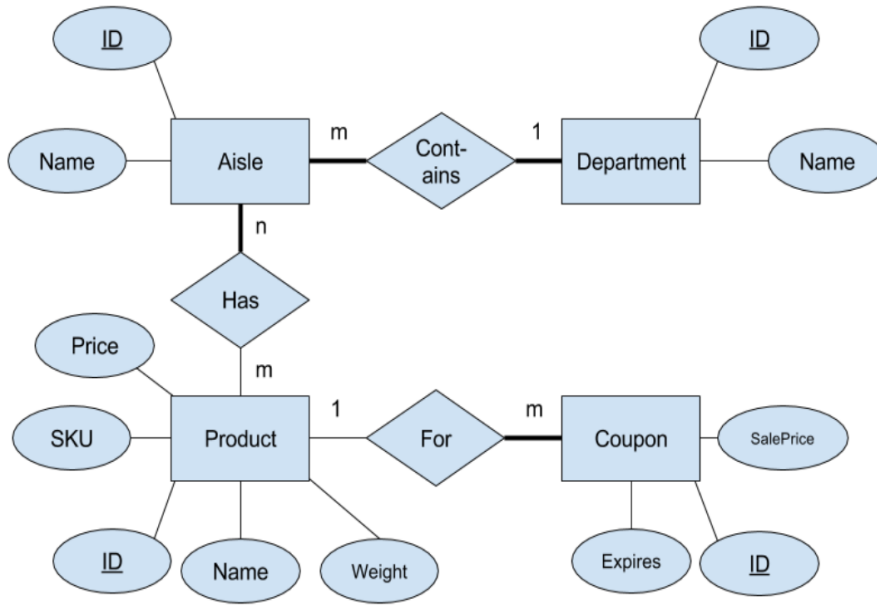 ID
ID
m
1
Name
Aisle
Cont-
ains
Department
Name
n
Has
Price
m
1
m
SKU
Product
For
Coupon
SalePrice
ID
Name
Weight
Expires
ID